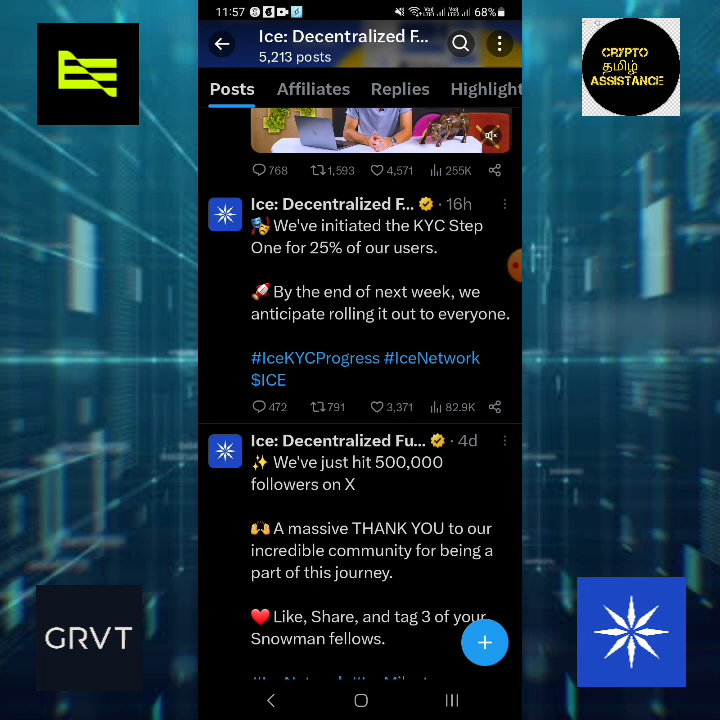 11:57
68%
Ice: Decentralized F...
5,213 posts
Posts Affiliates Replies Highlight
768 1,593 4,571 255K
Ice: Decentralized F... · 16h
🎭 We've initiated the KYC Step
One for 25% of our users.
🚀 By the end of next week, we
anticipate rolling it out to everyone.
#IceKYCProgress #IceNetwork
$ICE
472 791 3,371 82.9K
Ice: Decentralized Fu... · 4d
✨ We've just hit 500,000
followers on X
🙌 A massive THANK YOU to our
incredible community for being a
part of this journey.
❤️ Like, Share, and tag 3 of your
Snowman fellows.
CRYPTO
தமிழ்
ASSISTANCE
GRVT